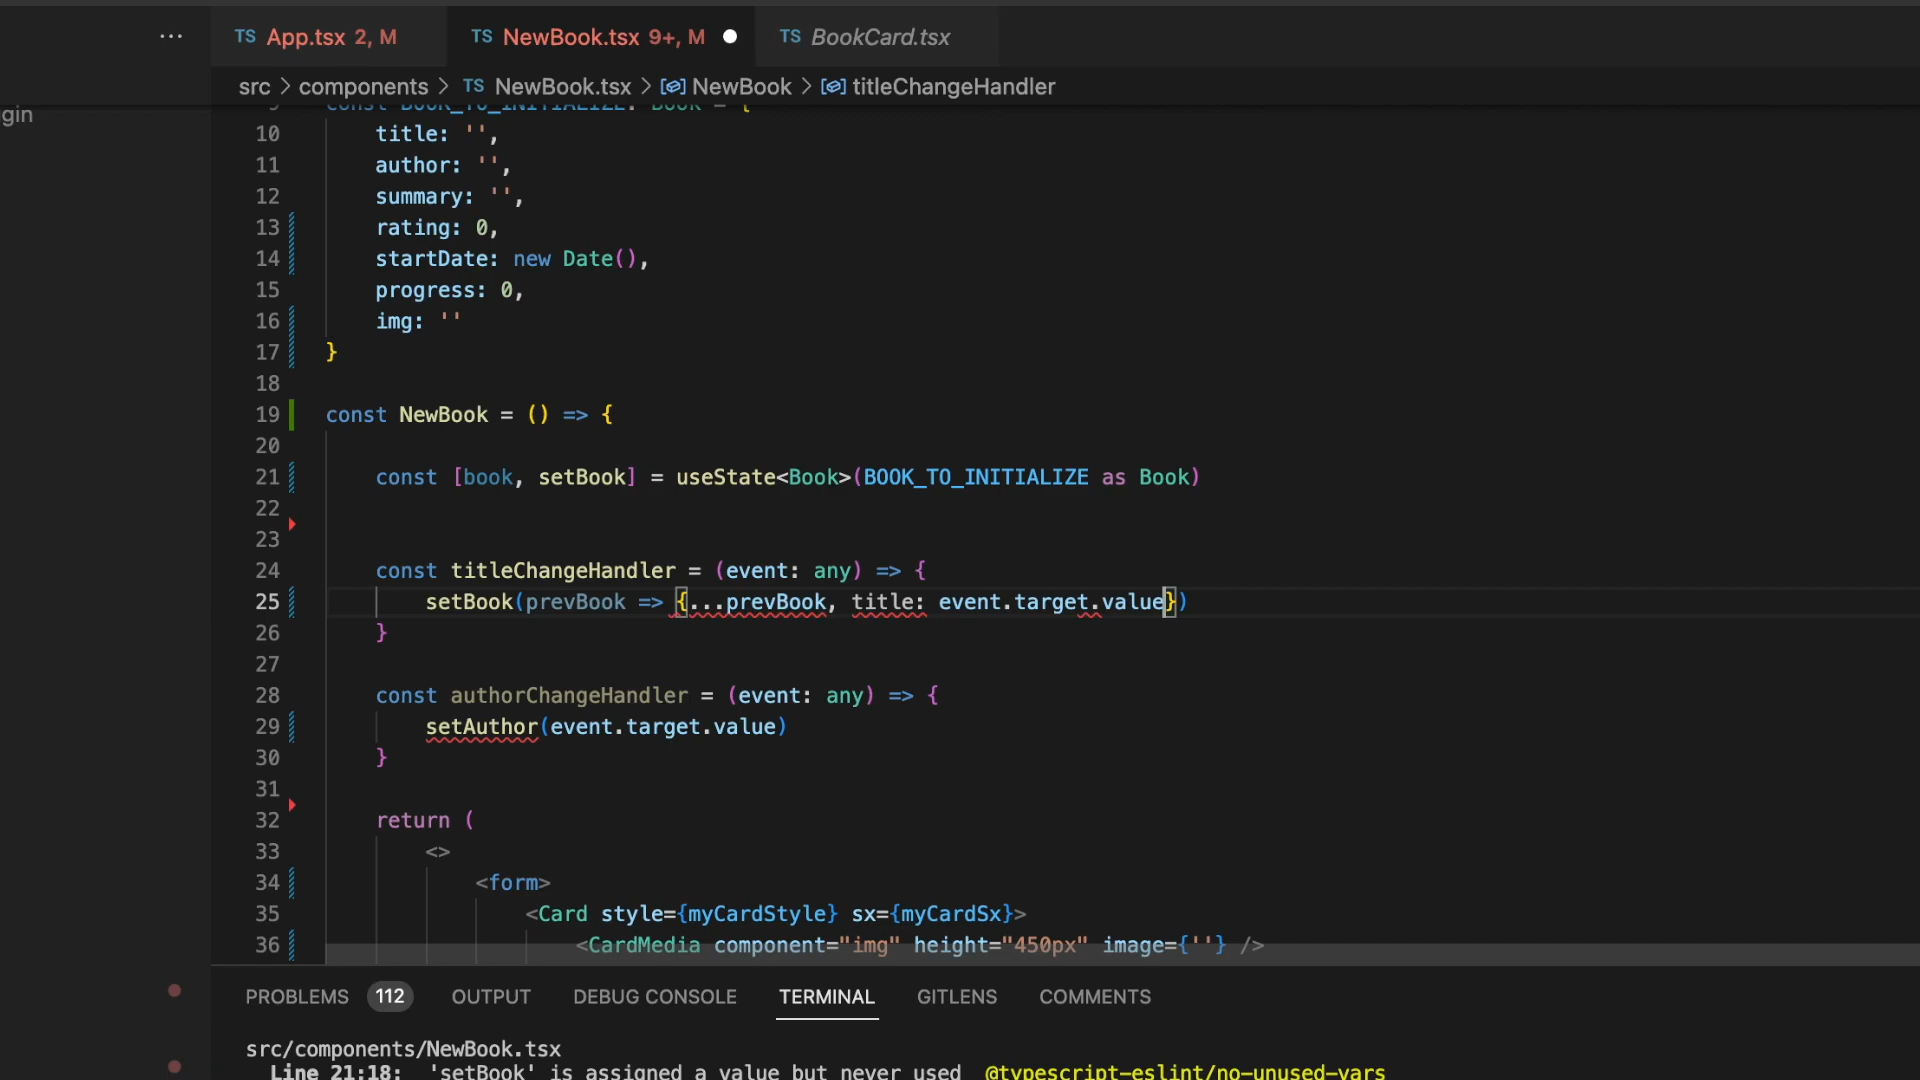 ... TS App.tsx 2, M TS NewBook.tsx 9+, M TS BookCard.tsx
src > components > TS NewBook.tsx > NewBook > titleChangeHandler
gin
9 const BOOK_TO_INITIALIZE: Book = {
10 title: '',
11 author: '',
12 summary: '',
13 rating: 0,
14 startDate: new Date(),
15 progress: 0,
16 img: ''
17 }
18
19 const NewBook = () => {
20
21 const [book, setBook] = useState<Book>(BOOK_TO_INITIALIZE as Book)
22
23
24 const titleChangeHandler = (event: any) => {
25 setBook(prevBook => {...prevBook, title: event.target.value})
26 }
27
28 const authorChangeHandler = (event: any) => {
29 setAuthor(event.target.value)
30 }
31
32 return (
33 <>
34 <form>
35 <Card style={myCardStyle} sx={myCardSx}>
36 <CardMedia component="img" height="450px" image={''} />
PROBLEMS 112 OUTPUT DEBUG CONSOLE TERMINAL GITLENS COMMENTS
src/components/NewBook.tsx
Line 21:18: 'setBook' is assigned a value but never used @typescript-eslint/no-unused-vars